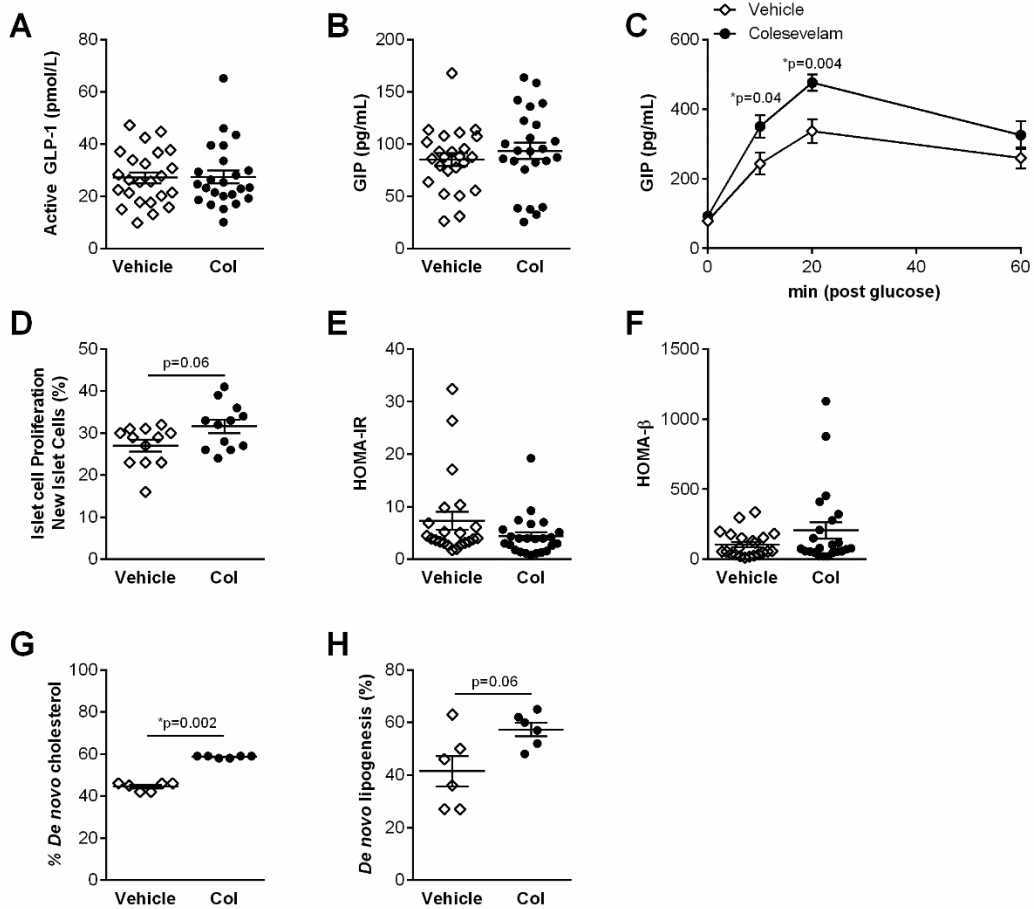 A
Active GLP-1 (pmol/L)
80
60
40
20
0
Vehicle Col
B
GIP (pg/mL)
200
150
100
50
0
Vehicle Col
C
Vehicle
Colesevelam
GIP (pg/mL)
600
400
200
0
*p=0.04
*p=0.004
0 20 40 60
min (post glucose)
D
Islet cell Proliferation
New Islet Cells (%)
50
40
30
20
10
0
p=0.06
Vehicle Col
E
HOMA-IR
40
30
20
10
0
Vehicle Col
F
HOMA-β
1500
1000
500
0
Vehicle Col
G
% De novo cholesterol
100
80
60
40
20
0
*p=0.002
Vehicle Col
H
De novo lipogenesis (%)
80
60
40
20
0
p=0.06
Vehicle Col